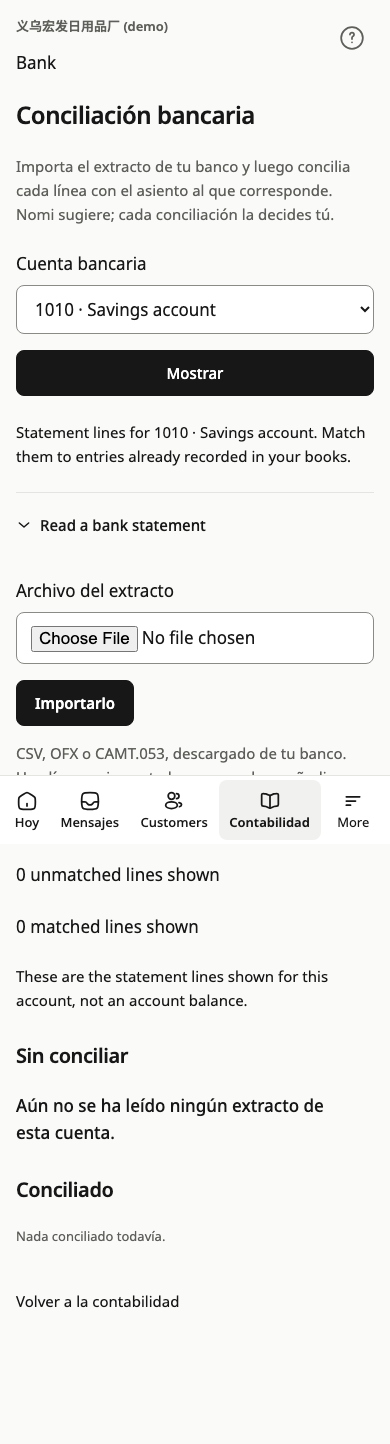 义乌宏发日用品厂 (demo)
Bank
Conciliación bancaria
Importa el extracto de tu banco y luego concilia
cada línea con el asiento al que corresponde.
Nomi sugiere; cada conciliación la decides tú.
Cuenta bancaria
1010 · Savings account
Mostrar
Statement lines for 1010 · Savings account. Match
them to entries already recorded in your books.
Read a bank statement
Archivo del extracto
Choose File No file chosen
Importarlo
CSV, OFX o CAMT.053, descargado de tu banco.
Hoy
Mensajes
Customers
Contabilidad
More
0 unmatched lines shown
0 matched lines shown
These are the statement lines shown for this
account, not an account balance.
Sin conciliar
Aún no se ha leído ningún extracto de
esta cuenta.
Conciliado
Nada conciliado todavía.
Volver a la contabilidad